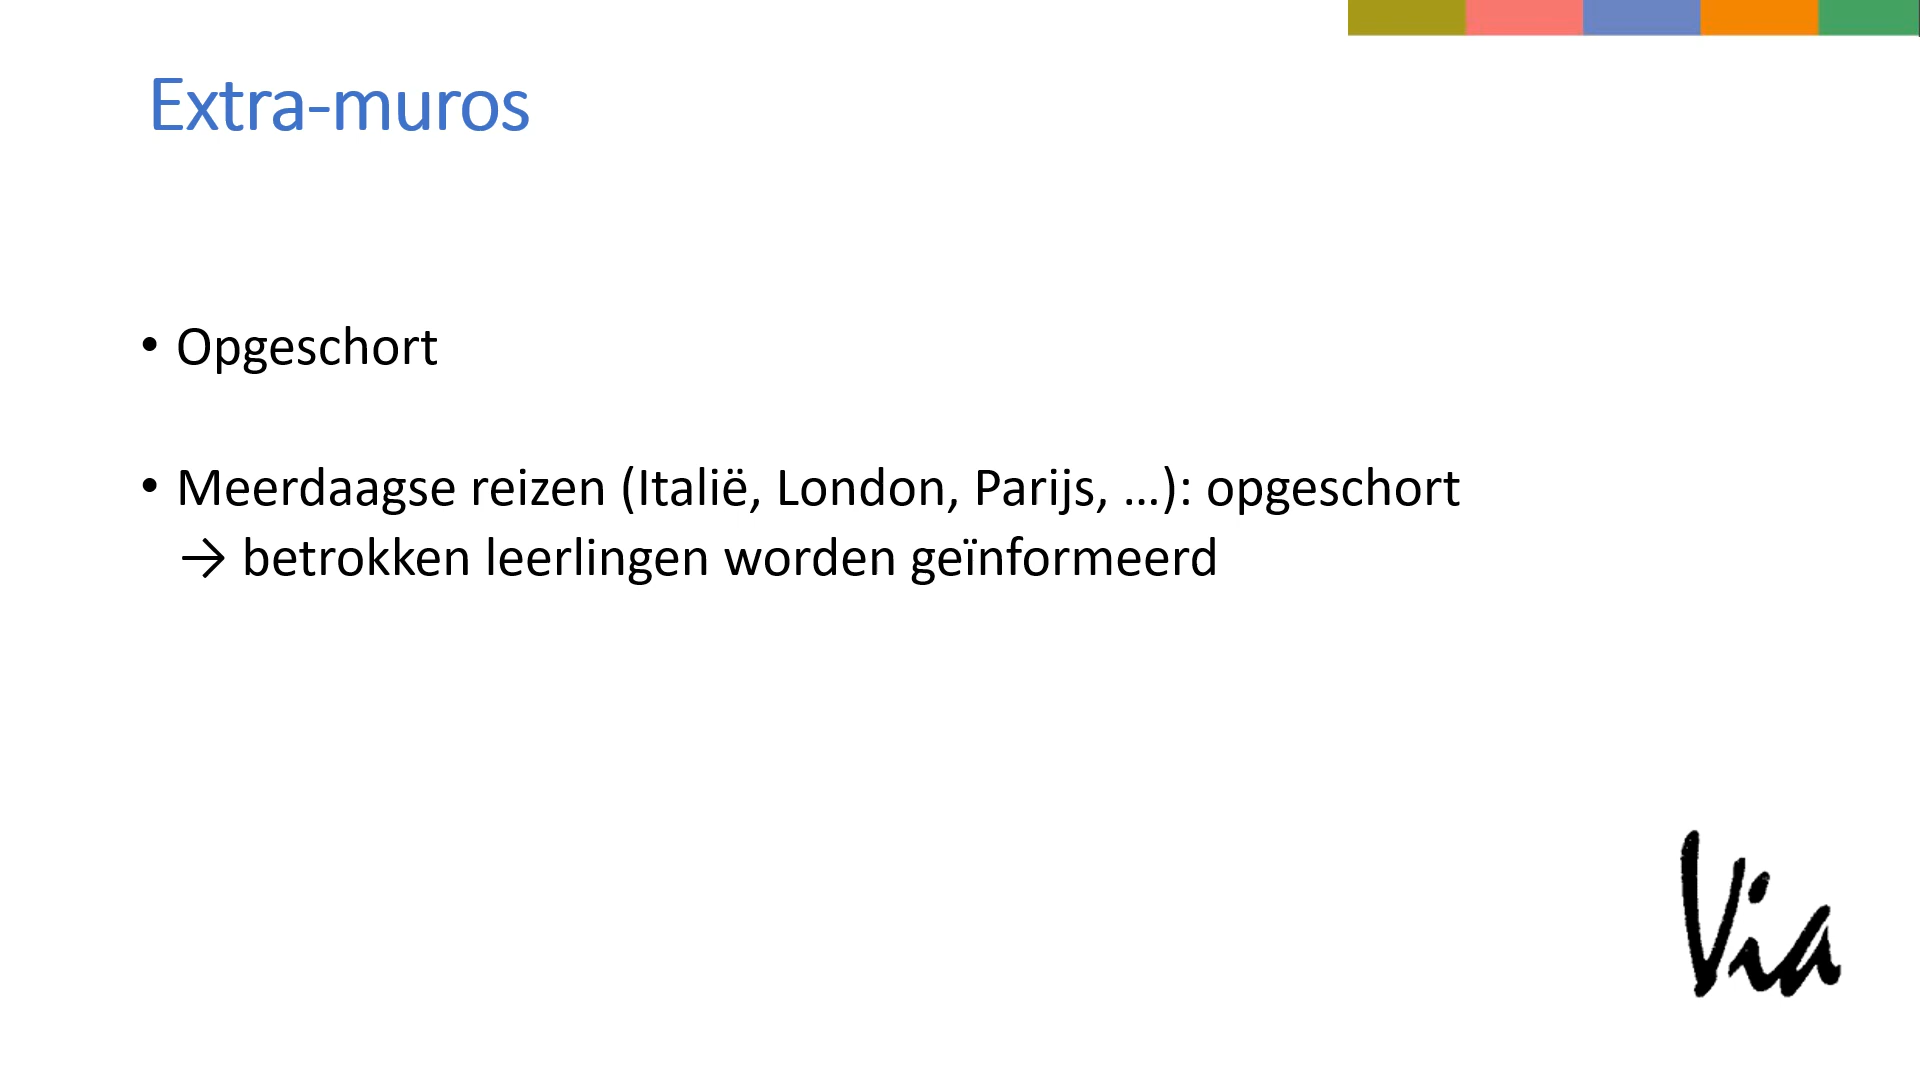 Extra-muros
• Opgeschort
• Meerdaagse reizen (Italië, London, Parijs, ...): opgeschort
→ betrokken leerlingen worden geïnformeerd
Via